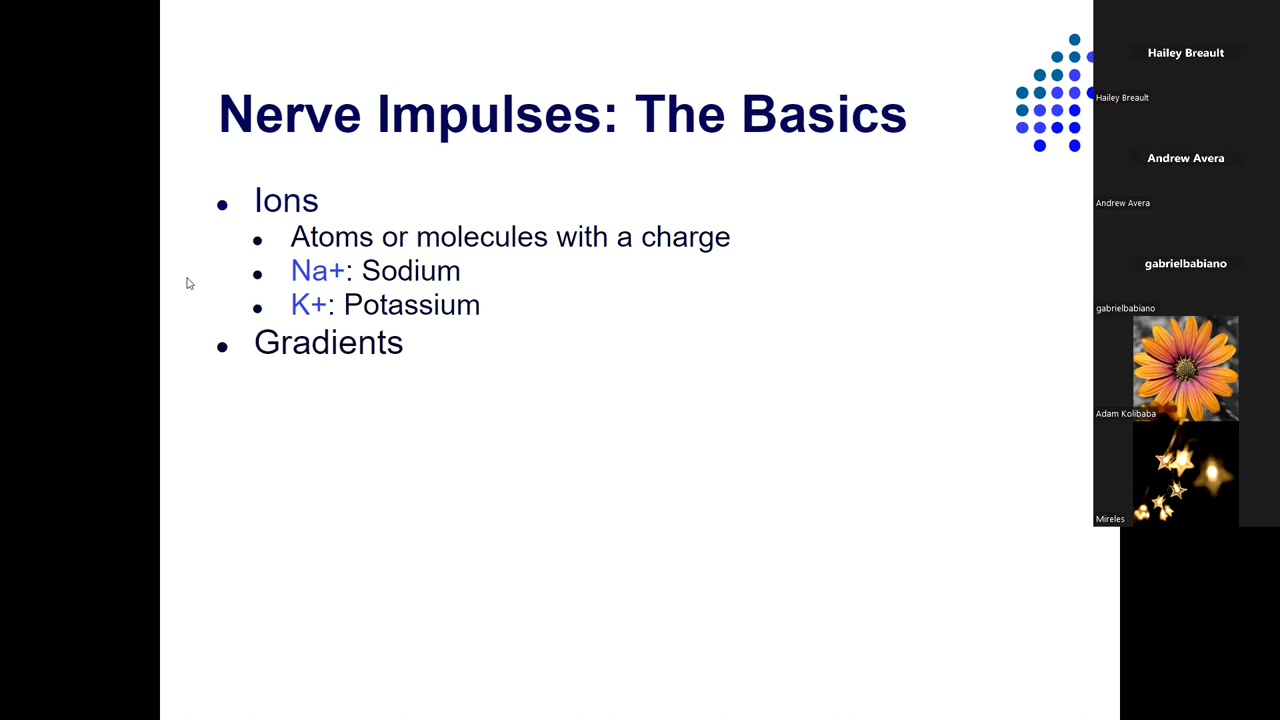 Nerve Impulses: The Basics
• Ions
• Atoms or molecules with a charge
• Na+: Sodium
• K+: Potassium
• Gradients
Hailey Breault
Hailey Breault
Andrew Avera
Andrew Avera
gabrielbabiano
gabrielbabiano
Adam Kolibaba
Mireles